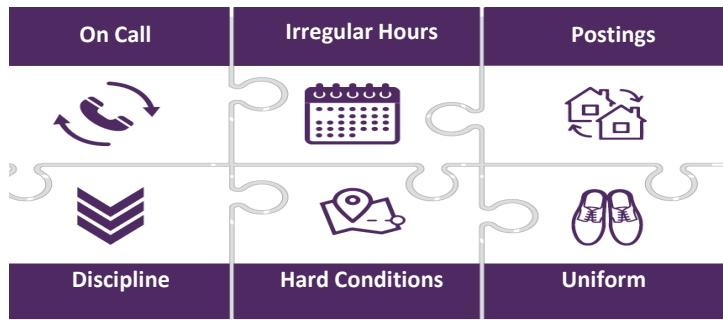 On Call
Irregular Hours
Postings
Discipline
Hard Conditions
Uniform